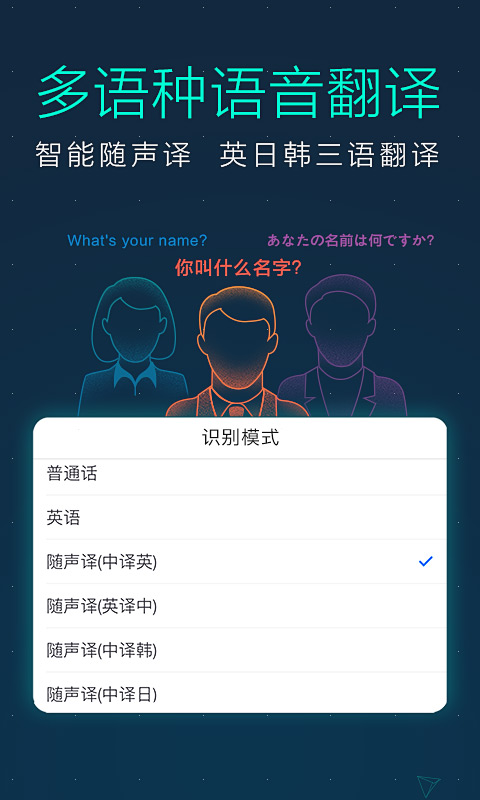 多语种语音翻译
智能随声译 英日韩三语翻译
What's your name?
あなたの名前は何ですか?
你叫什么名字?
识别模式
普通话
英语
随声译(中译英)
随声译(英译中)
随声译(中译韩)
随声译(中译日)